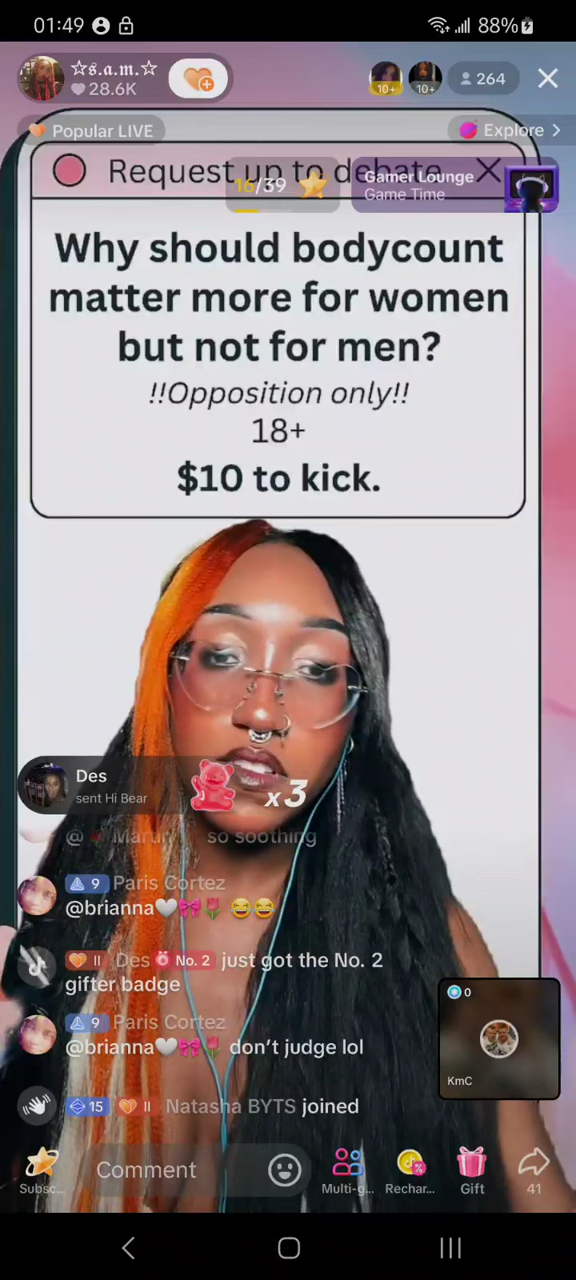 01:49
88%
☆𝖘.𝖆.𝖒.☆
28.6K
10+
10+
264
Popular LIVE
Explore >
Request up to debate
16/39
Gamer Lounge
Game Time
Why should bodycount
matter more for women
but not for men?
!!Opposition only!!
18+
$10 to kick.
Des
sent Hi Bear
x3
@
so soothing
9 Paris Cortez
@brianna🤍🎀🌷 😂😂
II Des No. 2 just got the No. 2
gifter badge
9 Paris Cortez
@brianna🤍🎀🌷 don't judge lol
15 II Natasha BYTS joined
0
KmC
Subsc...
Comment
Multi-g...
Rechar...
Gift
41